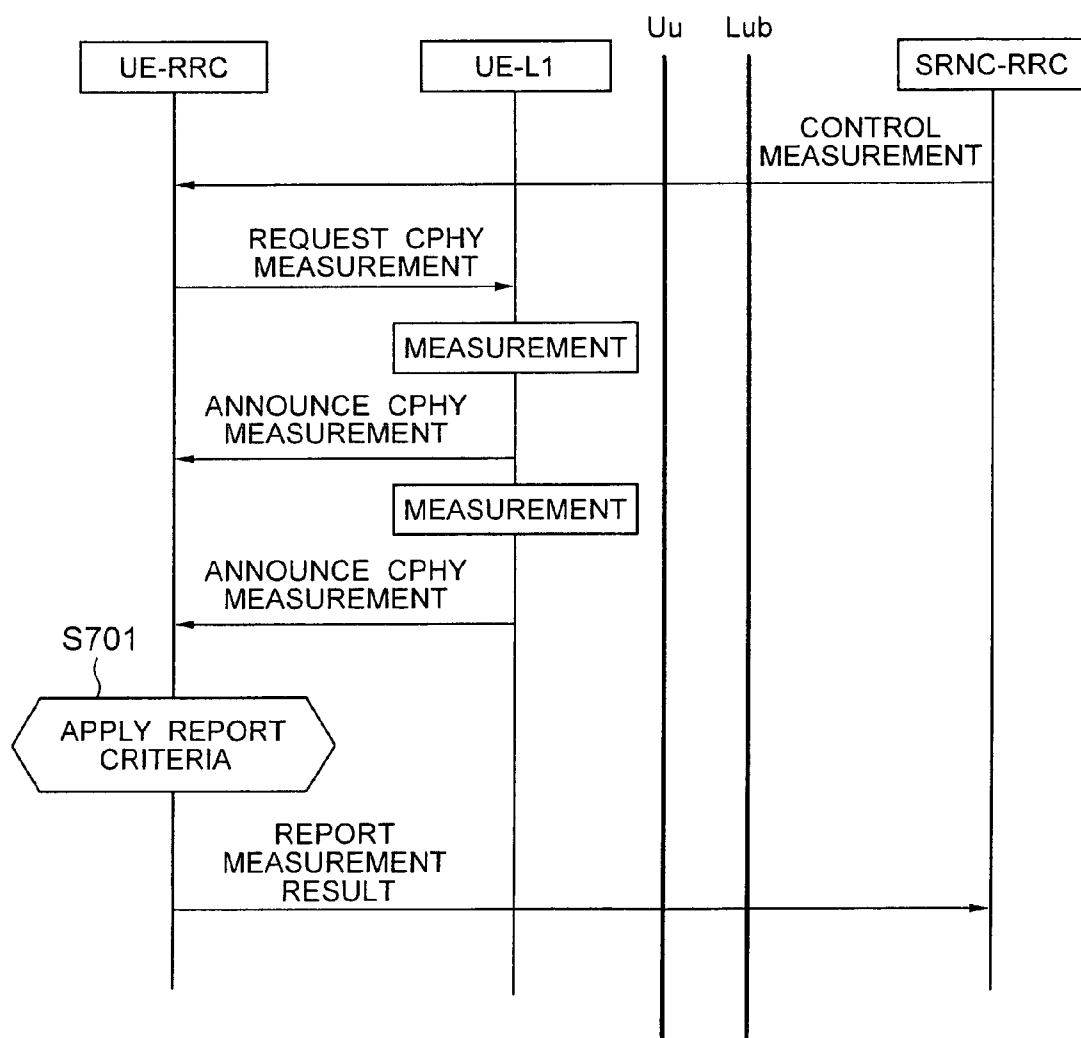 Uu Lub
UE-RRC UE-L1 SRNC-RRC
CONTROL
MEASUREMENT
REQUEST CPHY
MEASUREMENT
MEASUREMENT
ANNOUNCE CPHY
MEASUREMENT
MEASUREMENT
ANNOUNCE CPHY
MEASUREMENT
S701
APPLY REPORT
CRITERIA
REPORT
MEASUREMENT
RESULT